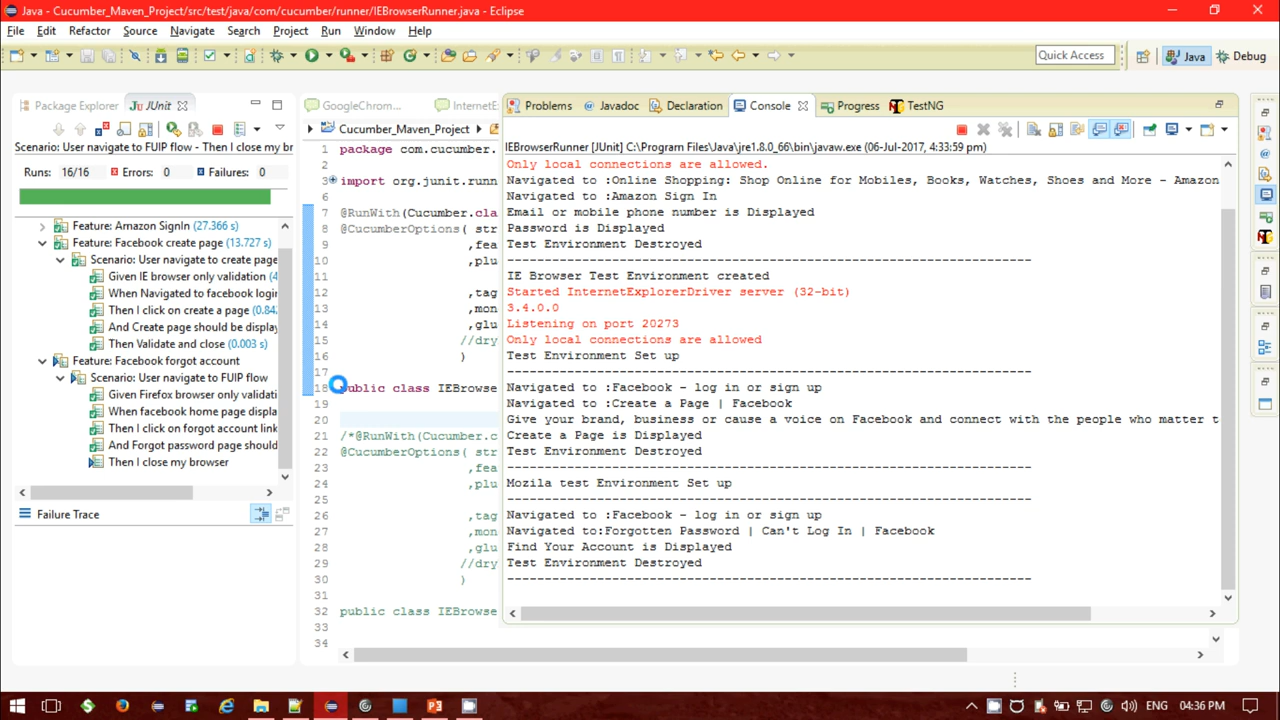 Java - Cucumber_Maven_Project/src/test/java/com/cucumber/runner/IEBrowserRunner.java - Eclipse
File Edit Refactor Source Navigate Search Project Run Window Help
Quick Access
Java
Debug
Package Explorer
JUnit
GoogleChrom...
InternetE
Problems
Javadoc
Declaration
Console
Progress
TestNG
Scenario: User navigate to FUIP flow - Then I close my br
Runs: 16/16 Errors: 0 Failures: 0
Feature: Amazon SignIn (27.366 s)
Feature: Facebook create page (13.727 s)
Scenario: User navigate to create page
Given IE browser only validation (4
When Navigated to facebook login
Then I click on create a page (0.842
And Create page should be display
Then Validate and close (0.003 s)
Feature: Facebook forgot account
Scenario: User navigate to FUIP flow
Given Firefox browser only validati
When facebook home page displa
Then I click on forgot account link
And Forgot password page should
Then I close my browser
Failure Trace
Cucumber_Maven_Project
1 package com.cucumber.
2
3 import org.junit.runn
6
7 @RunWith(Cucumber.cla
8 @CucumberOptions( str
9 ,fea
10 ,plu
11
12 ,tag
13 ,mon
14 ,glu
15 //dry
16 )
17
18 public class IEBrowse
19
20
21 /*@RunWith(Cucumber.c
22 @CucumberOptions( str
23 ,fea
24 ,plu
25
26 ,tag
27 ,mon
28 ,glu
29 //dry
30 )
31
32 public class IEBrowse
33
34
IEBrowserRunner [JUnit] C:\Program Files\Java\jre1.8.0_66\bin\javaw.exe (06-Jul-2017, 4:33:59 pm)
Only local connections are allowed.
Navigated to :Online Shopping: Shop Online for Mobiles, Books, Watches, Shoes and More - Amazon
Navigated to :Amazon Sign In
Email or mobile phone number is Displayed
Password is Displayed
Test Environment Destroyed
----------------------------------------------------------------------
IE Browser Test Environment created
Started InternetExplorerDriver server (32-bit)
3.4.0.0
Listening on port 20273
Only local connections are allowed
Test Environment Set up
----------------------------------------------------------------------
Navigated to :Facebook - log in or sign up
Navigated to :Create a Page | Facebook
Give your brand, business or cause a voice on Facebook and connect with the people who matter t
Create a Page is Displayed
Test Environment Destroyed
----------------------------------------------------------------------
Mozila test Environment Set up
----------------------------------------------------------------------
Navigated to :Facebook - log in or sign up
Navigated to:Forgotten Password | Can't Log In | Facebook
Find Your Account is Displayed
Test Environment Destroyed
----------------------------------------------------------------------
ENG 04:36 PM